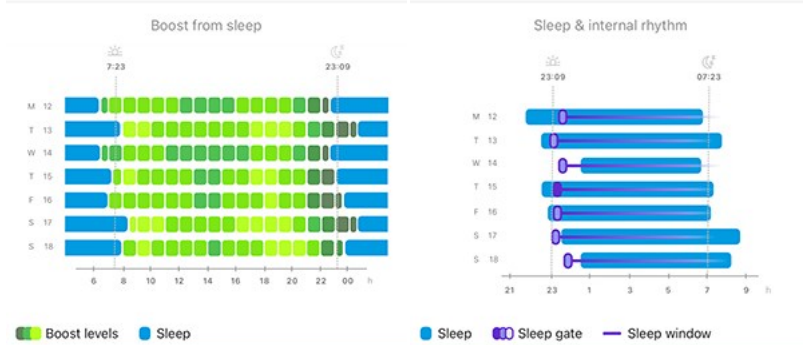 Boost from sleep
7:23
23:09
M 12
T 13
W 14
T 15
F 16
S 17
S 18
6 8 10 12 14 16 18 20 22 00 h
Boost levels Sleep
Sleep & internal rhythm
23:09
07:23
M 12
T 13
W 14
T 15
F 16
S 17
S 18
21 23 1 3 5 7 9 h
Sleep Sleep gate Sleep window